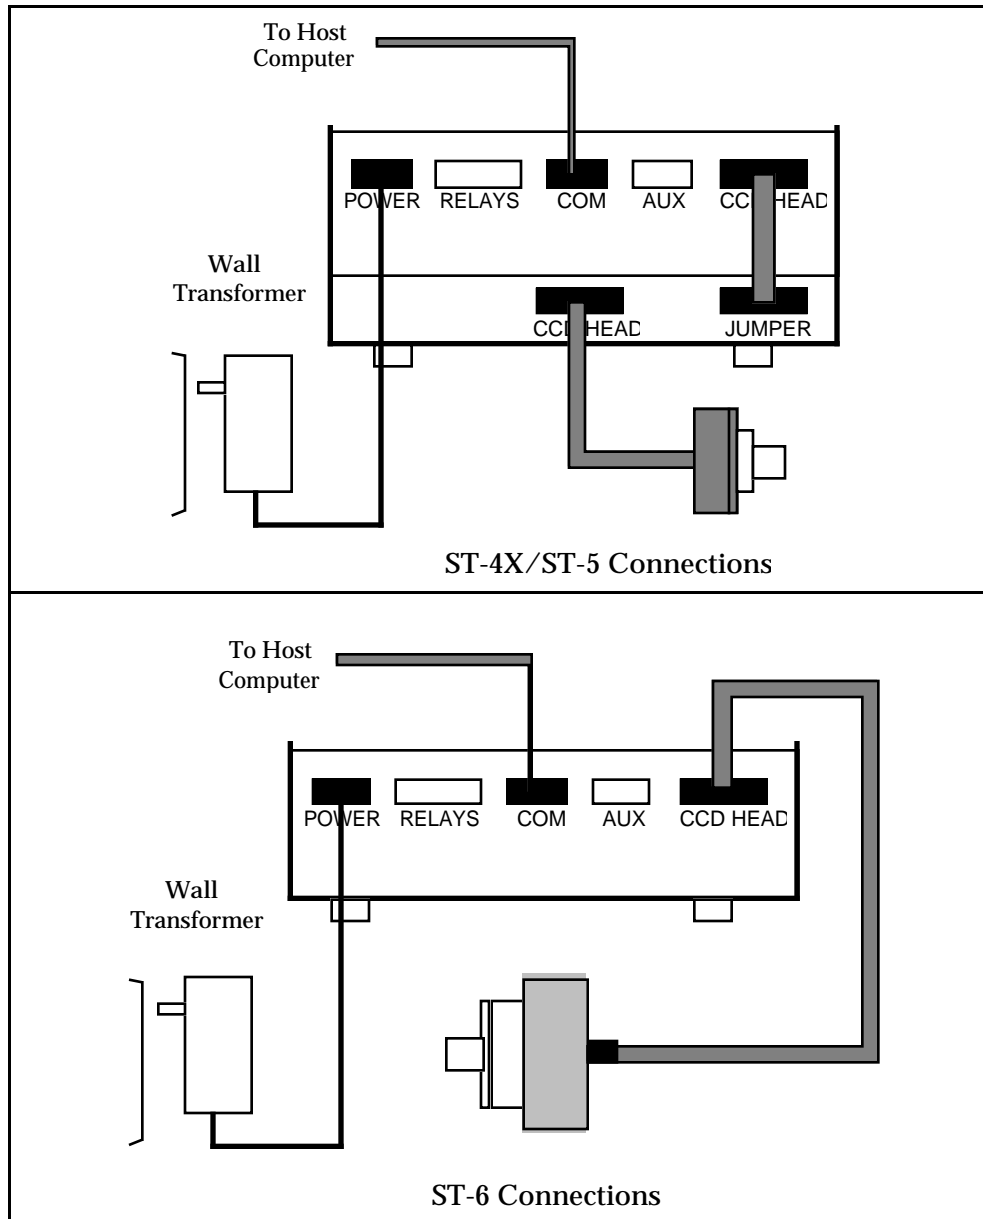 To Host
Computer
POWER RELAYS COM AUX CCD HEAD
Wall
Transformer
CCD HEAD JUMPER
ST-4X/ST-5 Connections
To Host
Computer
POWER RELAYS COM AUX CCD HEAD
Wall
Transformer
ST-6 Connections